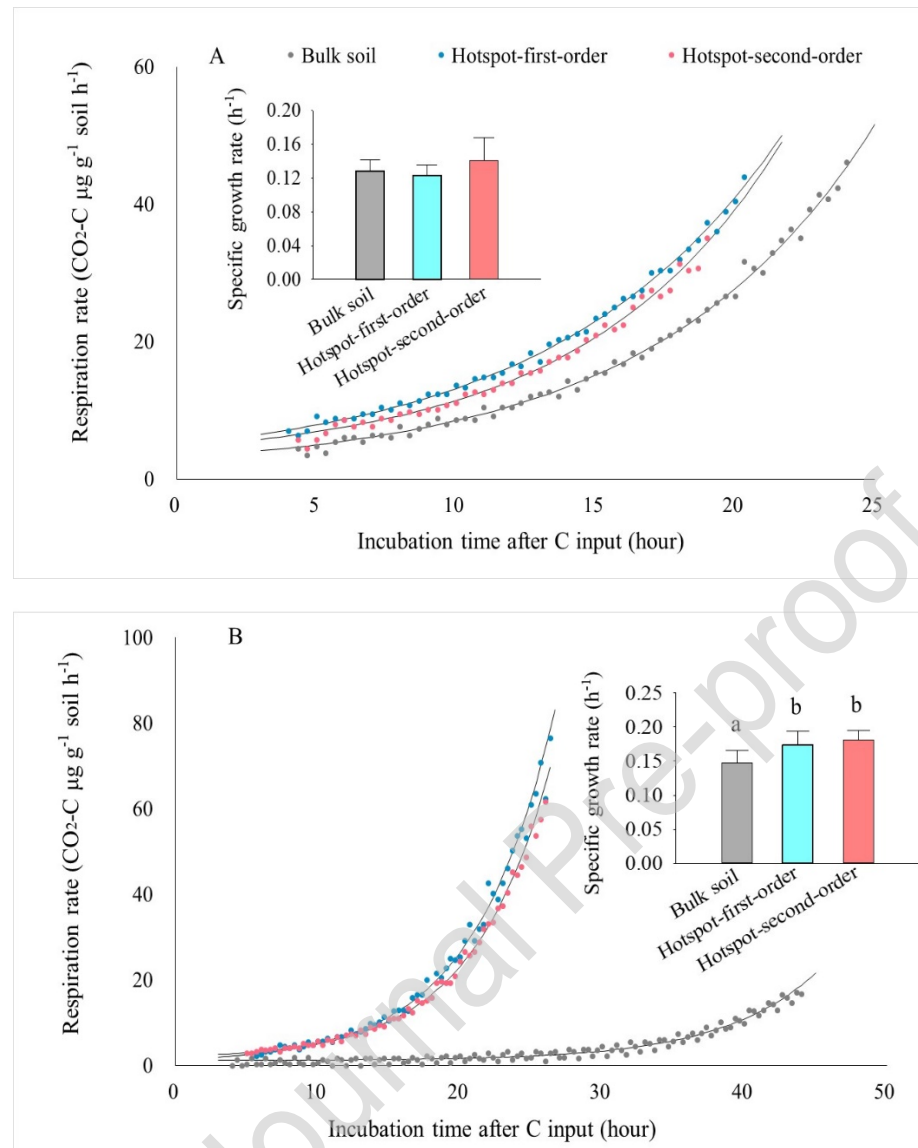 A
Bulk soil
Hotspot-first-order
Hotspot-second-order
Respiration rate (CO₂-C µg g⁻¹ soil h⁻¹)
60
40
20
0
0 5 10 15 20 25
Incubation time after C input (hour)
Specific growth rate (h⁻¹)
0.20
0.16
0.12
0.08
0.04
0.00
Bulk soil
Hotspot-first-order
Hotspot-second-order
B
Respiration rate (CO₂-C µg g⁻¹ soil h⁻¹)
100
80
60
40
20
0
0 10 20 30 40 50
Incubation time after C input (hour)
Specific growth rate (h⁻¹)
0.25
0.20
0.15
0.10
0.05
0.00
a b b
Bulk soil
Hotspot-first-order
Hotspot-second-order
Journal Pre-proof